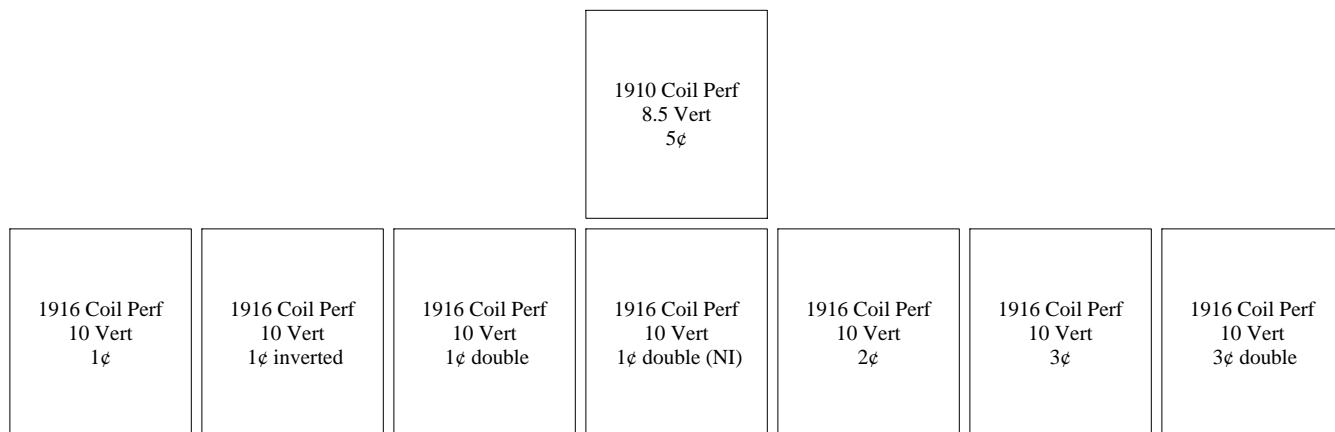 1910 Coil Perf
8.5 Vert
5¢
1916 Coil Perf
10 Vert
1¢
1916 Coil Perf
10 Vert
1¢ inverted
1916 Coil Perf
10 Vert
1¢ double
1916 Coil Perf
10 Vert
1¢ double (NI)
1916 Coil Perf
10 Vert
2¢
1916 Coil Perf
10 Vert
3¢
1916 Coil Perf
10 Vert
3¢ double